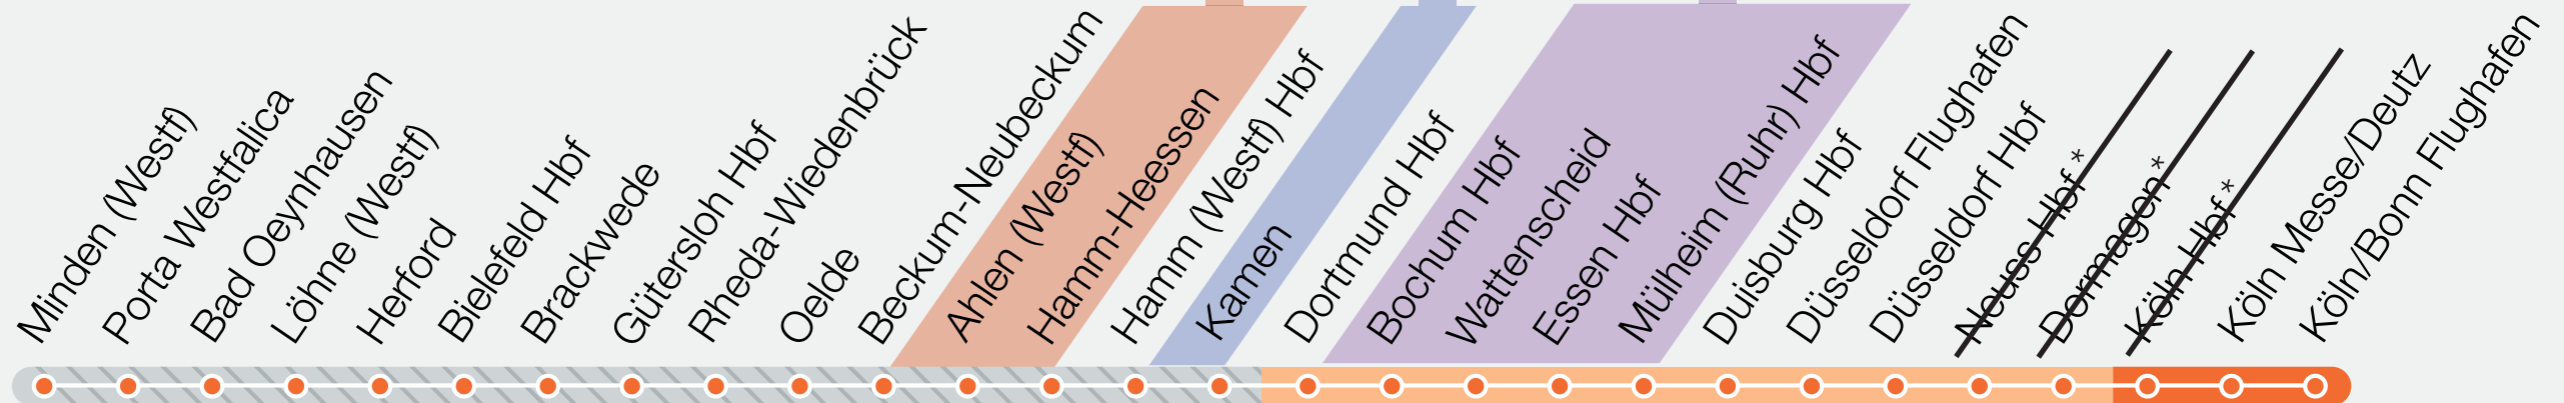 Minden (Westf)
Porta Westfalica
Bad Oeynhausen
Löhne (Westf)
Herford
Bielefeld Hbf
Brackwede
Gütersloh Hbf
Rheda-Wiedenbrück
Oelde
Beckum-Neubeckum
Ahlen (Westf)
Hamm-Heessen
Hamm (Westf) Hbf
Kamen
Dortmund Hbf
Bochum Hbf
Wattenscheid
Essen Hbf
Mülheim (Ruhr) Hbf
Duisburg Hbf
Düsseldorf Flughafen
Düsseldorf Hbf
Neuss Hbf*
Dormagen*
Köln Hbf*
Köln Messe/Deutz
Köln/Bonn Flughafen